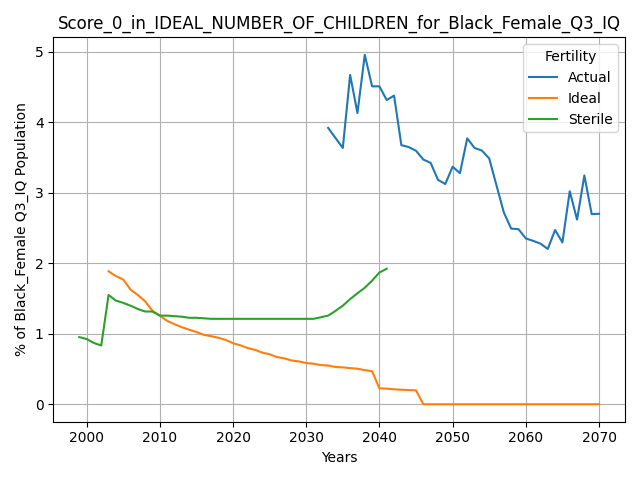 Score_0_in_IDEAL_NUMBER_OF_CHILDREN_for_Black_Female_Q3_IQ
Fertility
Actual
Ideal
Sterile
% of Black_Female Q3_IQ Population
5
4
3
2
1
0
2000 2010 2020 2030 2040 2050 2060 2070
Years